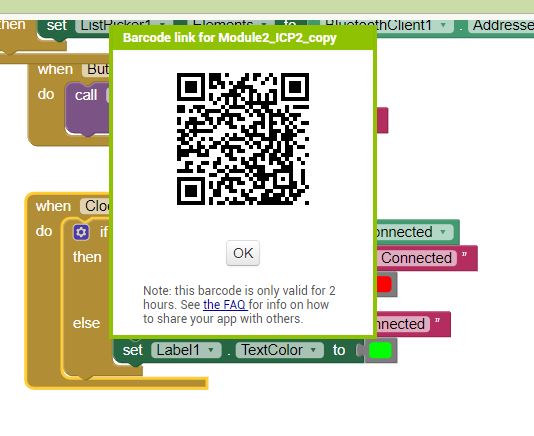 then set ListPicker1 . Elements to BluetoothClient1 . Addresse
Barcode link for Module2_ICP2_copy
when But
do call
when Cloc
do if onnected
then Connected ”
OK
Note: this barcode is only valid for 2
hours. See the FAQ for info on how
to share your app with others.
else nnected ”
set Label1 . TextColor to